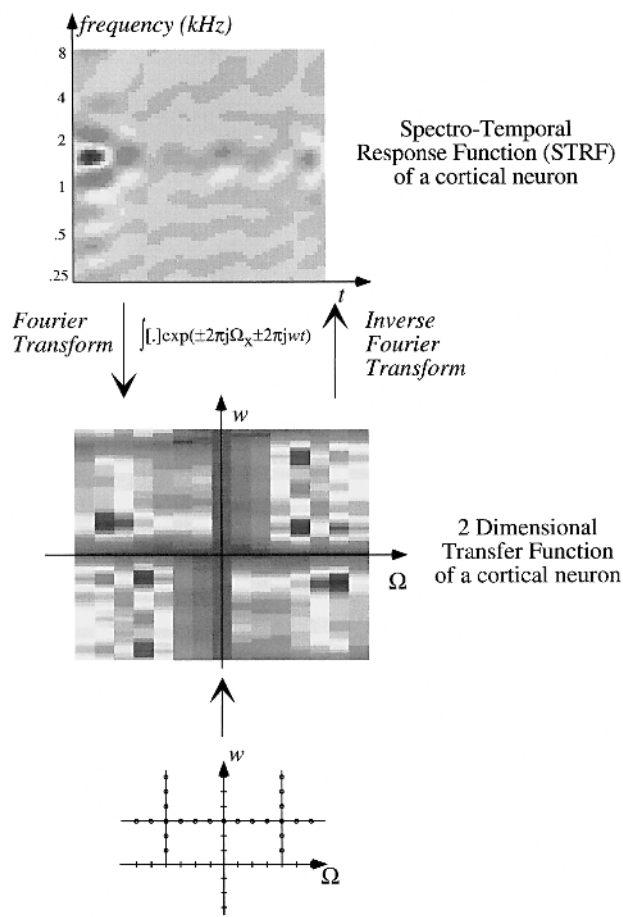 frequency (kHz)
8
4
2
1
.5
.25
t
Spectro-Temporal
Response Function (STRF)
of a cortical neuron
Fourier
Transform
∫[.]exp(±2πjΩx±2πjwt)
Inverse
Fourier
Transform
w
Ω
2 Dimensional
Transfer Function
of a cortical neuron
w
Ω